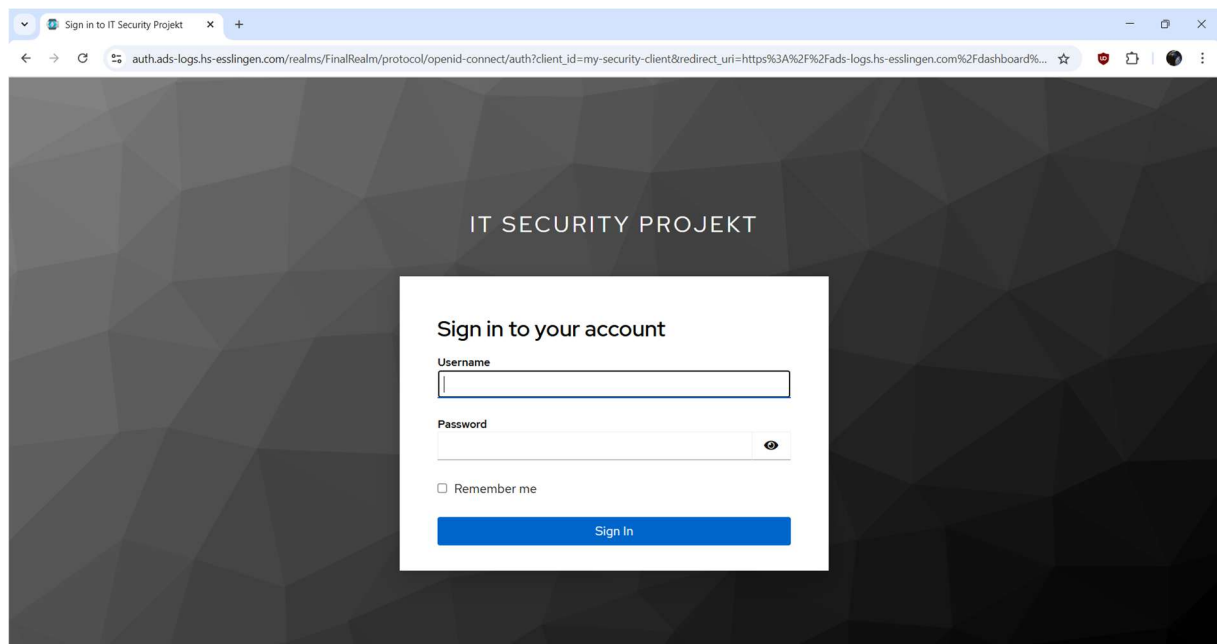 Sign in to IT Security Projekt
auth.ads-logs.hs-esslingen.com/realms/FinalRealm/protocol/openid-connect/auth?client_id=my-security-client&redirect_uri=https%3A%2F%2Fads-logs.hs-esslingen.com%2Fdashboard%...
IT SECURITY PROJEKT
Sign in to your account
Username
Password
Remember me
Sign In